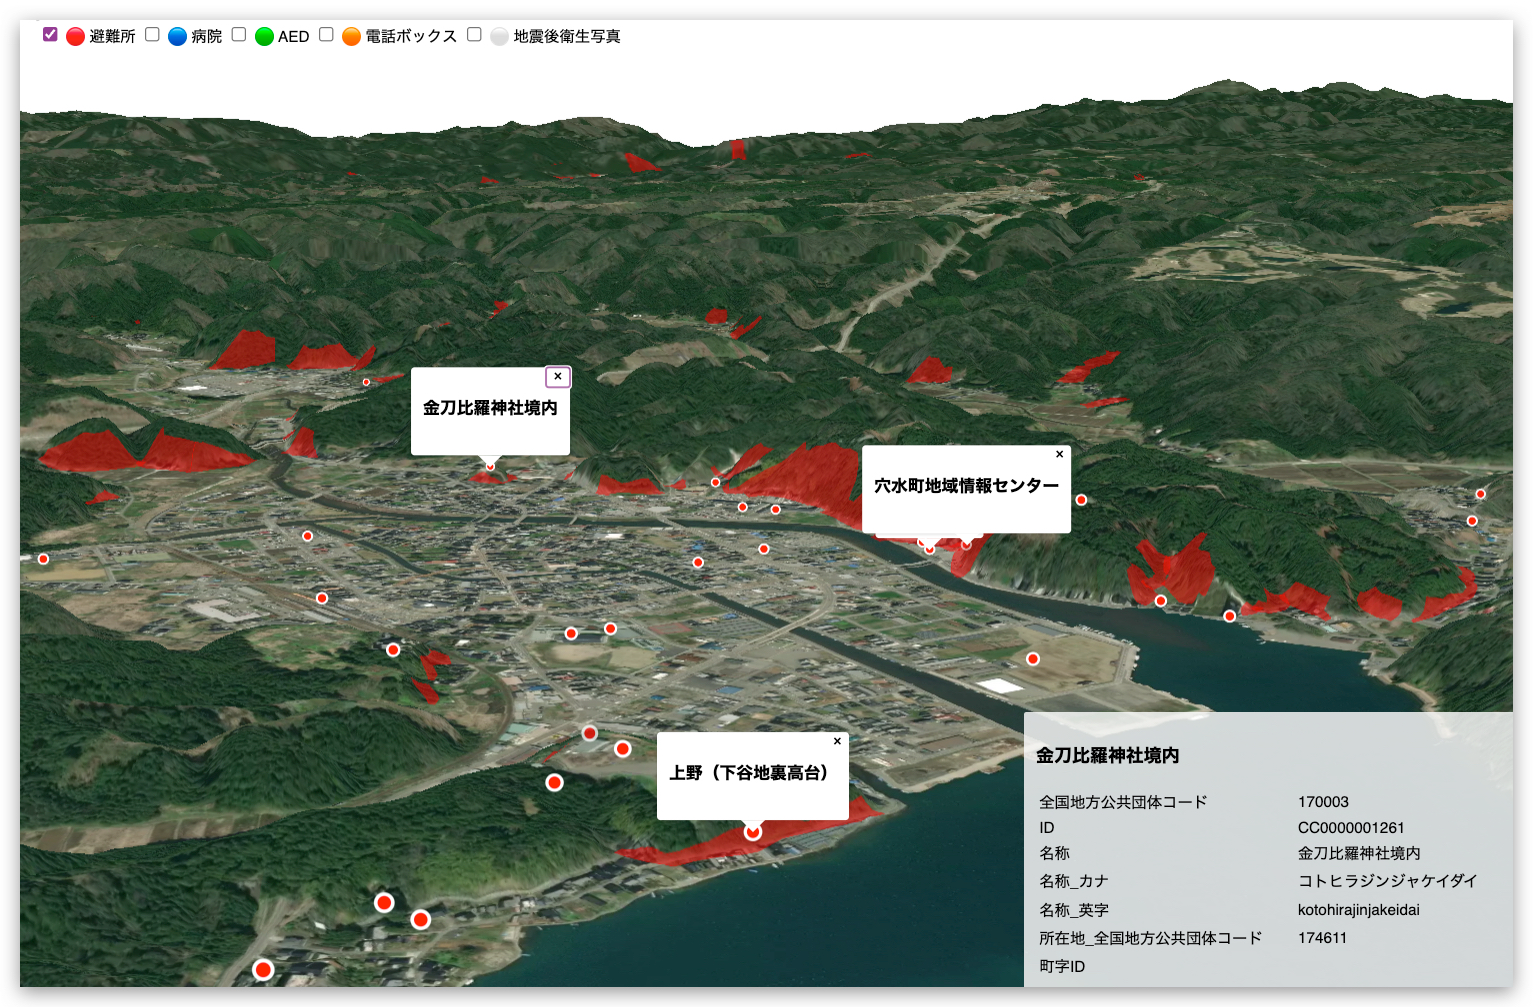 避難所 病院 AED 電話ボックス 地震後衛生写真
×
金刀比羅神社境内
×
穴水町地域情報センター
×
上野（下谷地裏高台）
金刀比羅神社境内
全国地方公共団体コード 170003
ID CC0000001261
名称 金刀比羅神社境内
名称_カナ コトヒラジンジャケイダイ
名称_英字 kotohirajinjakeidai
所在地_全国地方公共団体コード 174611
町字ID